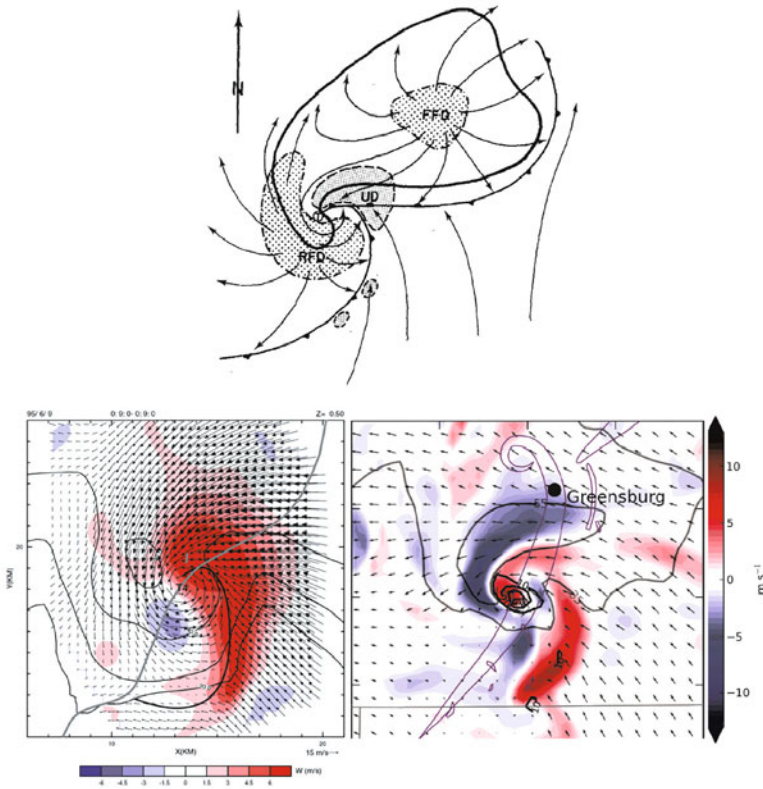 N
FFD
UD
RFD
95/ 6/ 9 0: 9: 0- 0: 9: 0 Z= 0.50
Y(KM)
20
10 20
X(KM)
15 m/s
-6 -4.5 -3 -1.5 0 1.5 3 4.5 6
W (m/s)
Greensburg
10
5
0
-5
-10
m s⁻¹